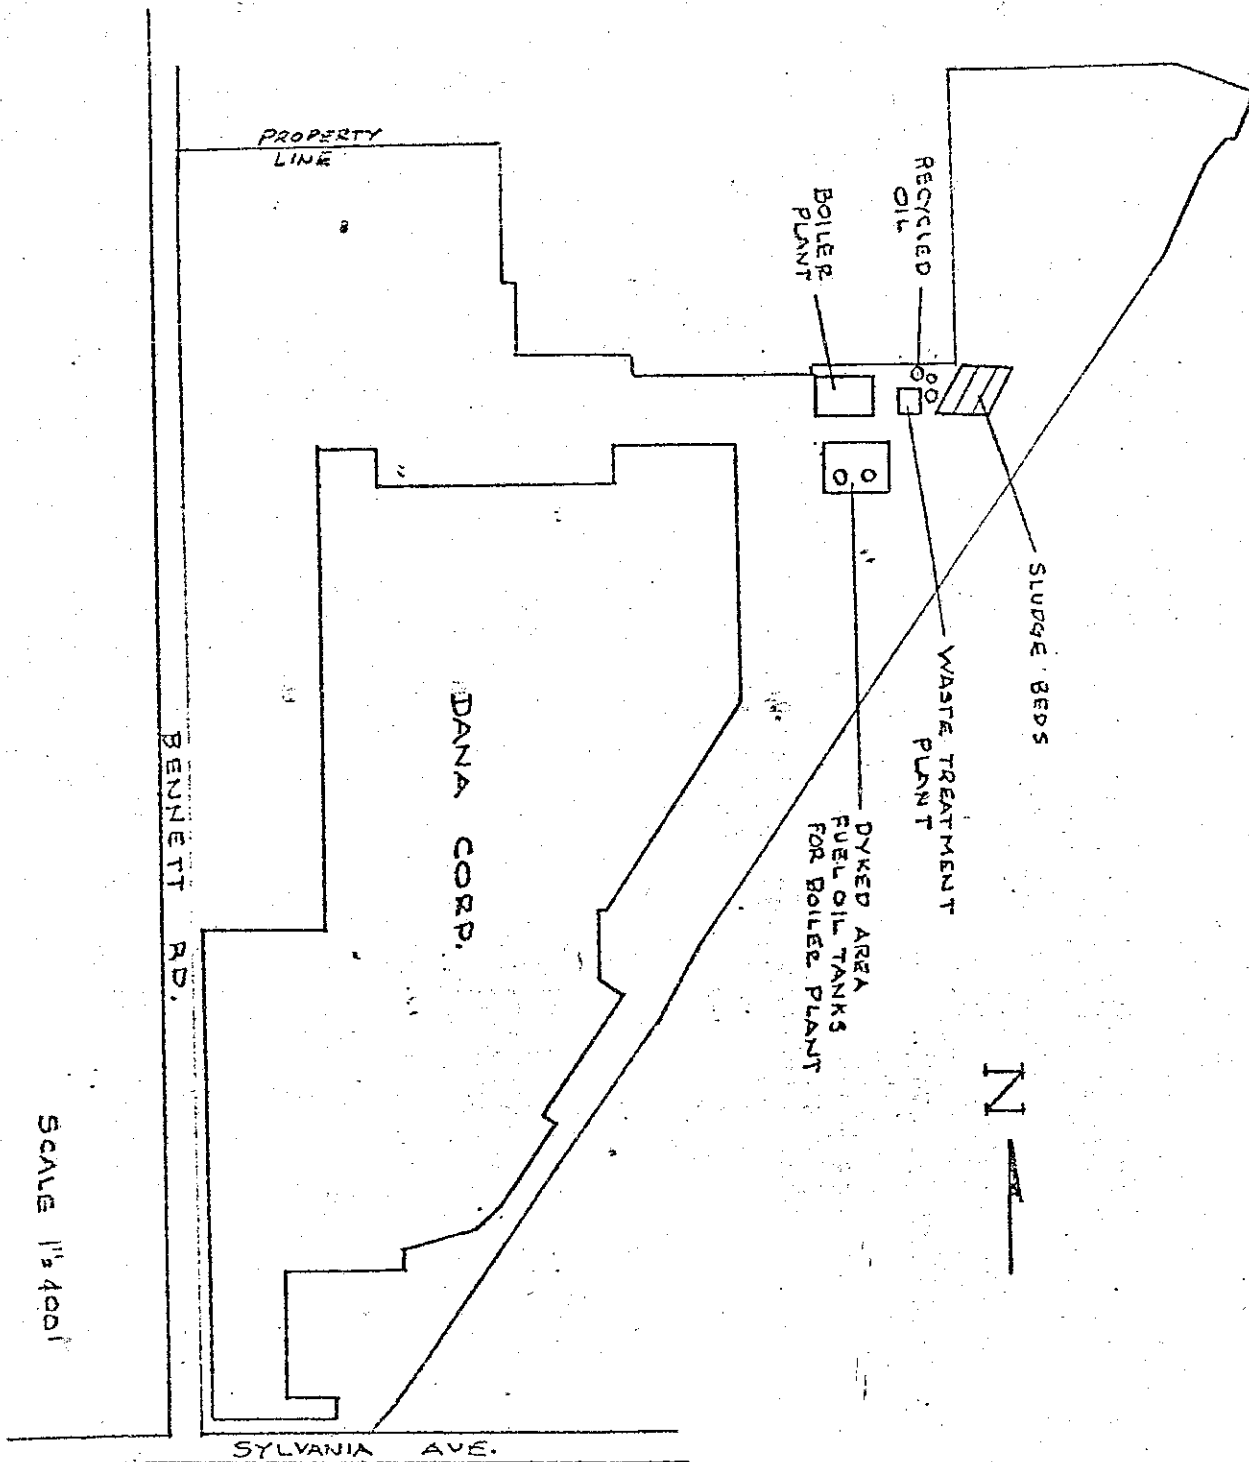 PROPERTY
LINE
RECYCLED
OIL
BOILER
PLANT
SLUDGE BEDS
WASTE TREATMENT
PLANT
DYKED AREA
FUEL OIL TANKS
FOR BOILER PLANT
DANA CORP.
BENNETT RD.
N
SCALE 1"=400'
SYLVANIA AVE.